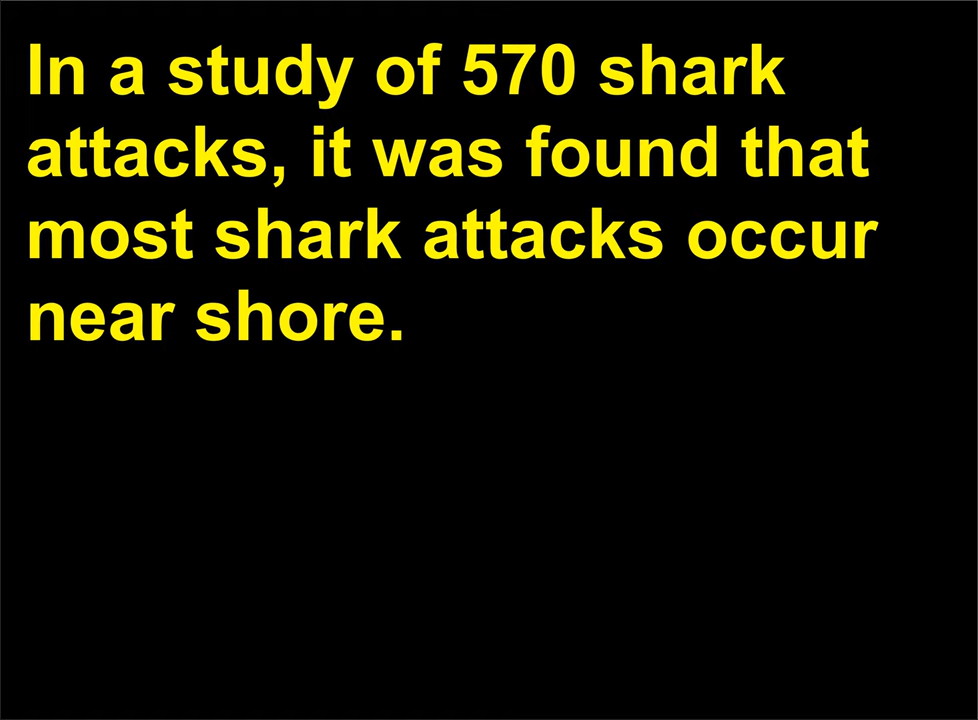 In a study of 570 shark
attacks, it was found that
most shark attacks occur
near shore.